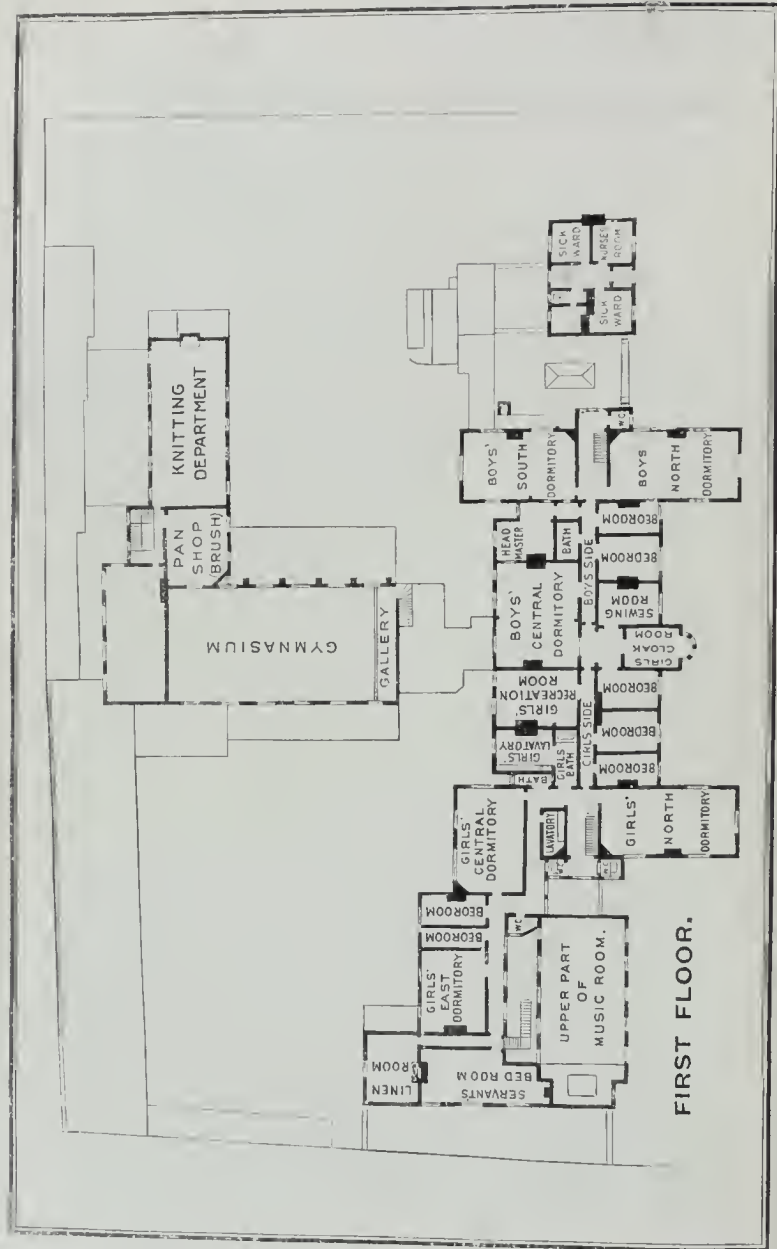 KNITTING
DEPARTMENT
PAN
SHOP
(BRUSH)
GYMNASIUM
GALLERY
SICK
WARD
NURSES
ROOM
SICK
WARD
BOYS'
SOUTH
DORMITORY
W C
BOYS
NORTH
DORMITORY
HEAD
MASTER
BATH
BOYS SIDE
BEDROOM
BEDROOM
SEWING
ROOM
BOYS'
CENTRAL
DORMITORY
GIRLS
CLOAK
ROOM
GIRLS'
RECREATION
ROOM
GIRLS SIDE
BEDROOM
BEDROOM
BEDROOM
GIRLS'
LAVATORY
BATH
GIRLS
BATH
GIRLS'
CENTRAL
DORMITORY
LAVATORY
W C
W C
GIRLS'
NORTH
DORMITORY
BEDROOM
BEDROOM
GIRLS'
EAST
DORMITORY
W C
UPPER PART
OF
MUSIC ROOM.
LINEN
ROOM
SERVANTS
BED ROOM
FIRST FLOOR.